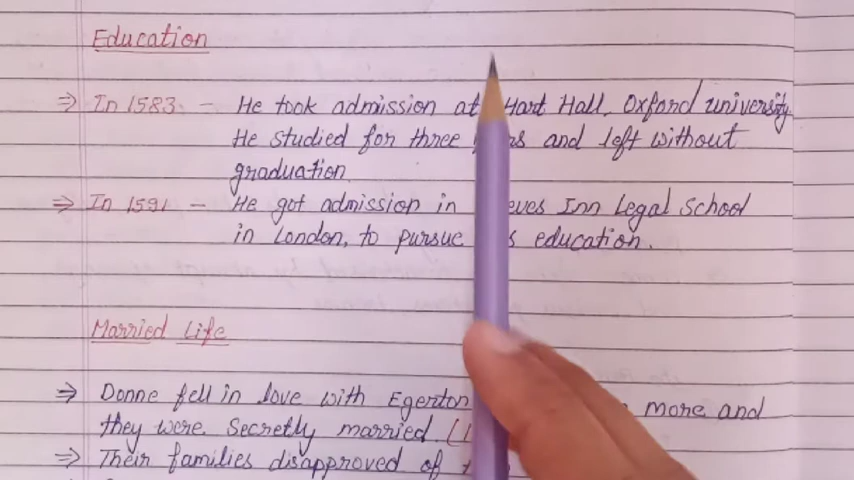 Education
⇒ In 1583 - He took admission at Hart Hall, Oxford university.
He studied for three and left without
graduation
⇒ In 1591 - He got admission in Inn Legal School
in London, to pursue education.
Married Life
⇒ Donne fell in love with Egerton more and
they were secretly married (
⇒ Their families disapproved of